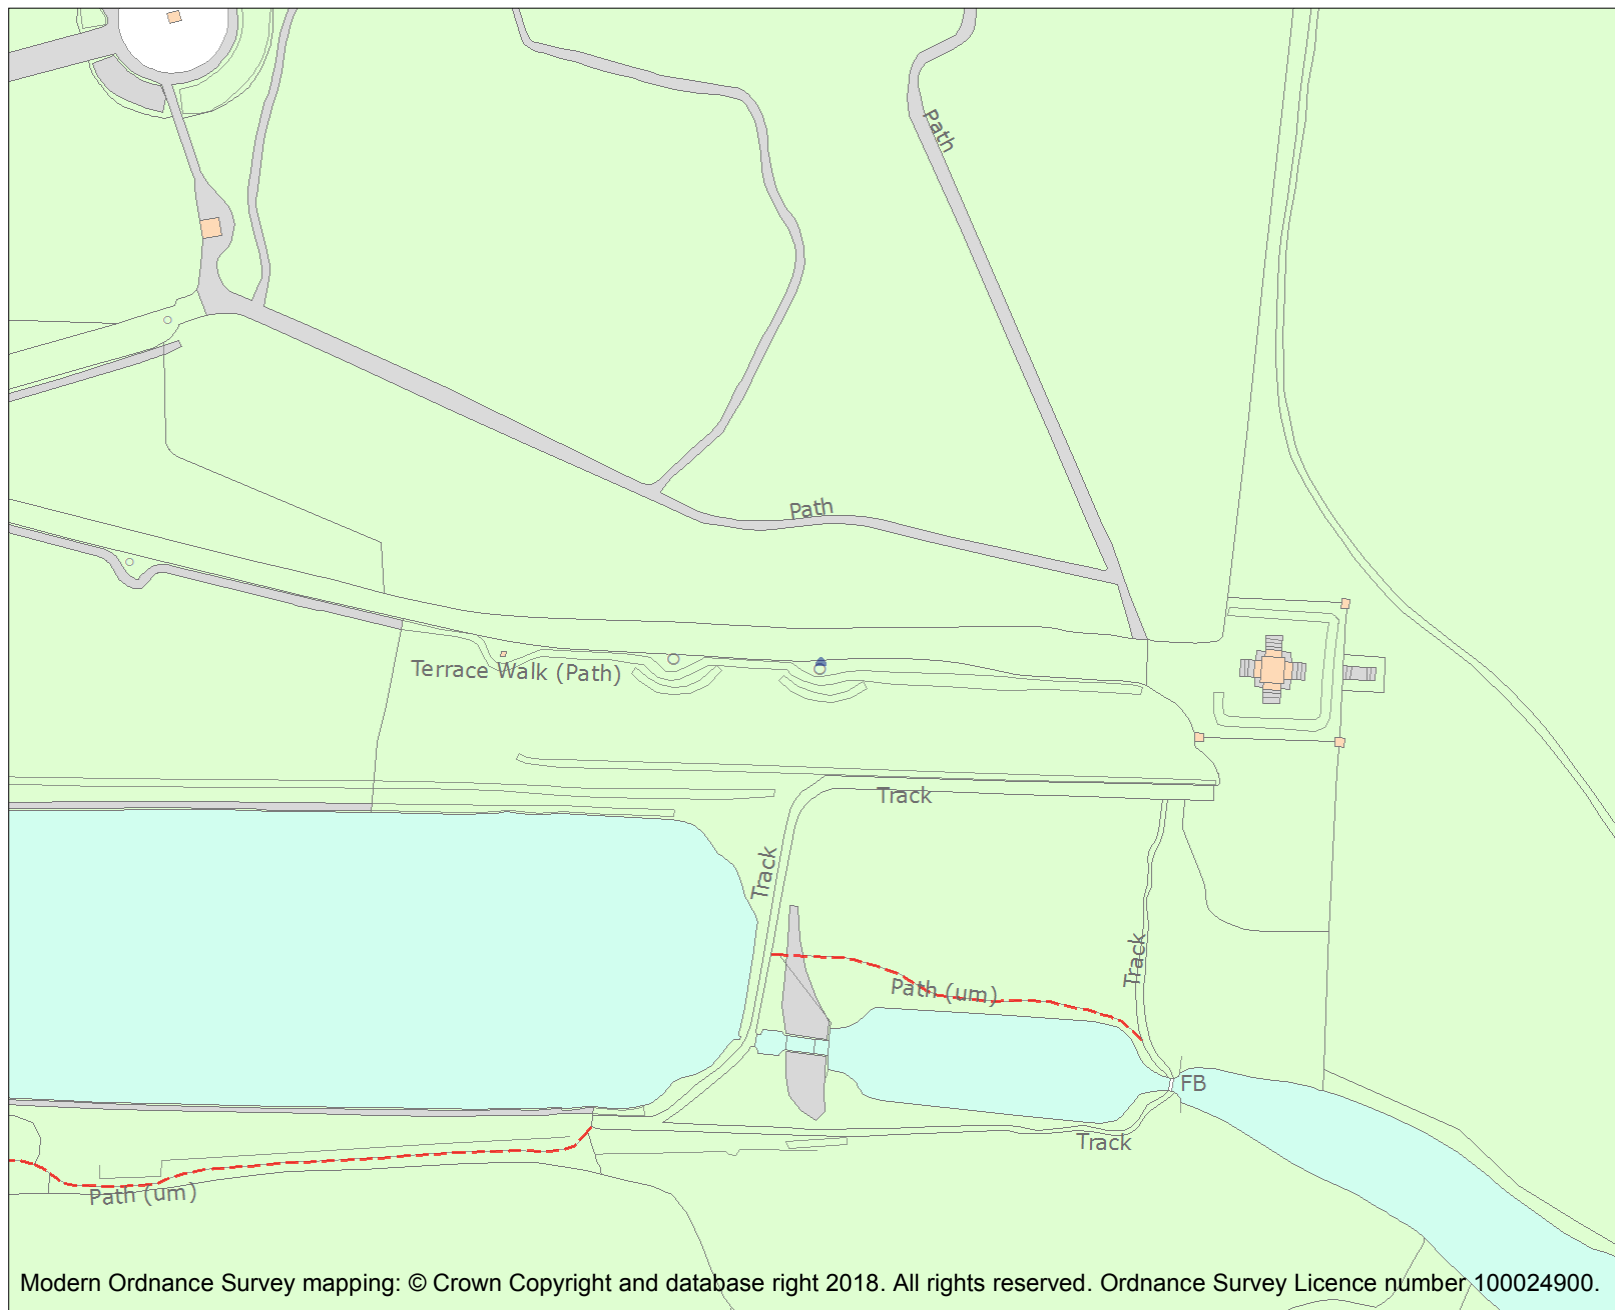 Path
Path
Terrace Walk (Path)
Track
Track
Track
Path (um)
FB
Track
Path (um)
Modern Ordnance Survey mapping: © Crown Copyright and database right 2018. All rights reserved. Ordnance Survey Licence number 100024900.